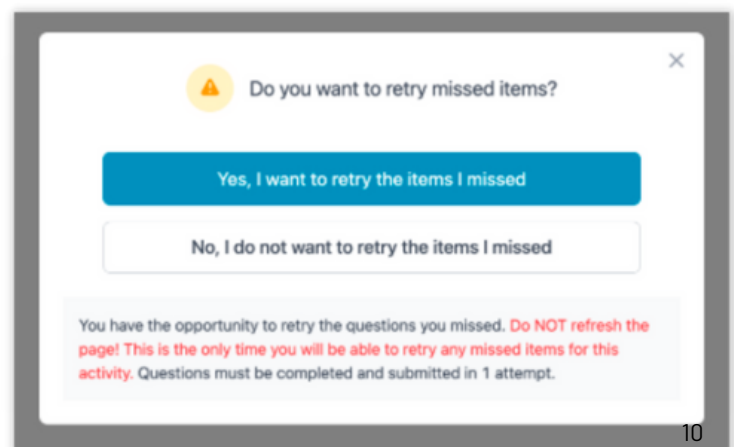 Do you want to retry missed items?
Yes, I want to retry the items I missed
No, I do not want to retry the items I missed
You have the opportunity to retry the questions you missed. Do NOT refresh the
page! This is the only time you will be able to retry any missed items for this
activity. Questions must be completed and submitted in 1 attempt.
10